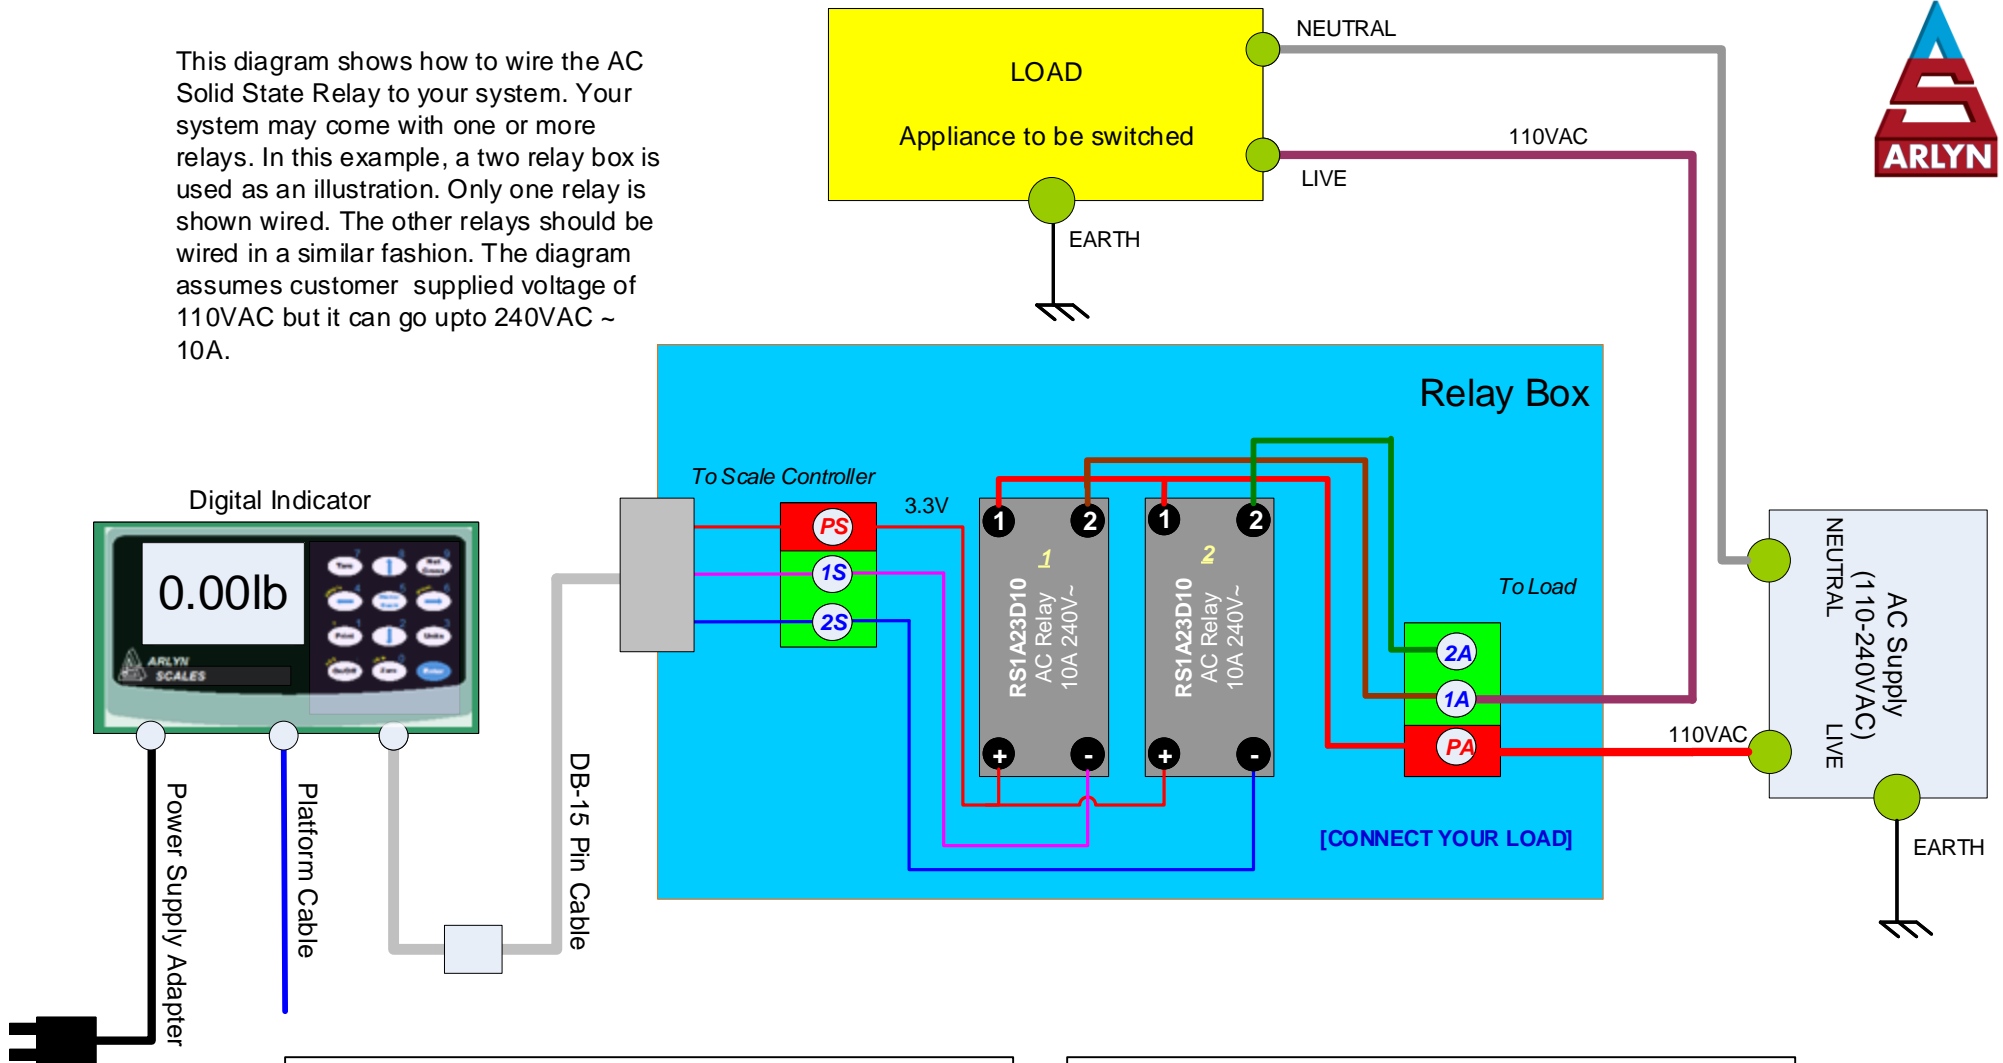 This diagram shows how to wire the AC
Solid State Relay to your system. Your
system may come with one or more
relays. In this example, a two relay box is
used as an illustration. Only one relay is
shown wired. The other relays should be
wired in a similar fashion. The diagram
assumes customer supplied voltage of
110VAC but it can go upto 240VAC ~
10A.
LOAD
Appliance to be switched
NEUTRAL
110VAC
LIVE
EARTH
ARLYN
Relay Box
To Scale Controller
3.3V
PS
1S
2S
1 2
1
RS1A23D10
AC Relay
10A 240V~
+ -
1 2
2
RS1A23D10
AC Relay
10A 240V~
+ -
To Load
2A
1A
PA
[CONNECT YOUR LOAD]
110VAC
NEUTRAL
LIVE
AC Supply
(110-240VAC)
EARTH
Digital Indicator
0.00lb
ARLYN
SCALES
Print
Units
Zero
Enter
Power Supply Adapter
Platform Cable
DB-15 Pin Cable